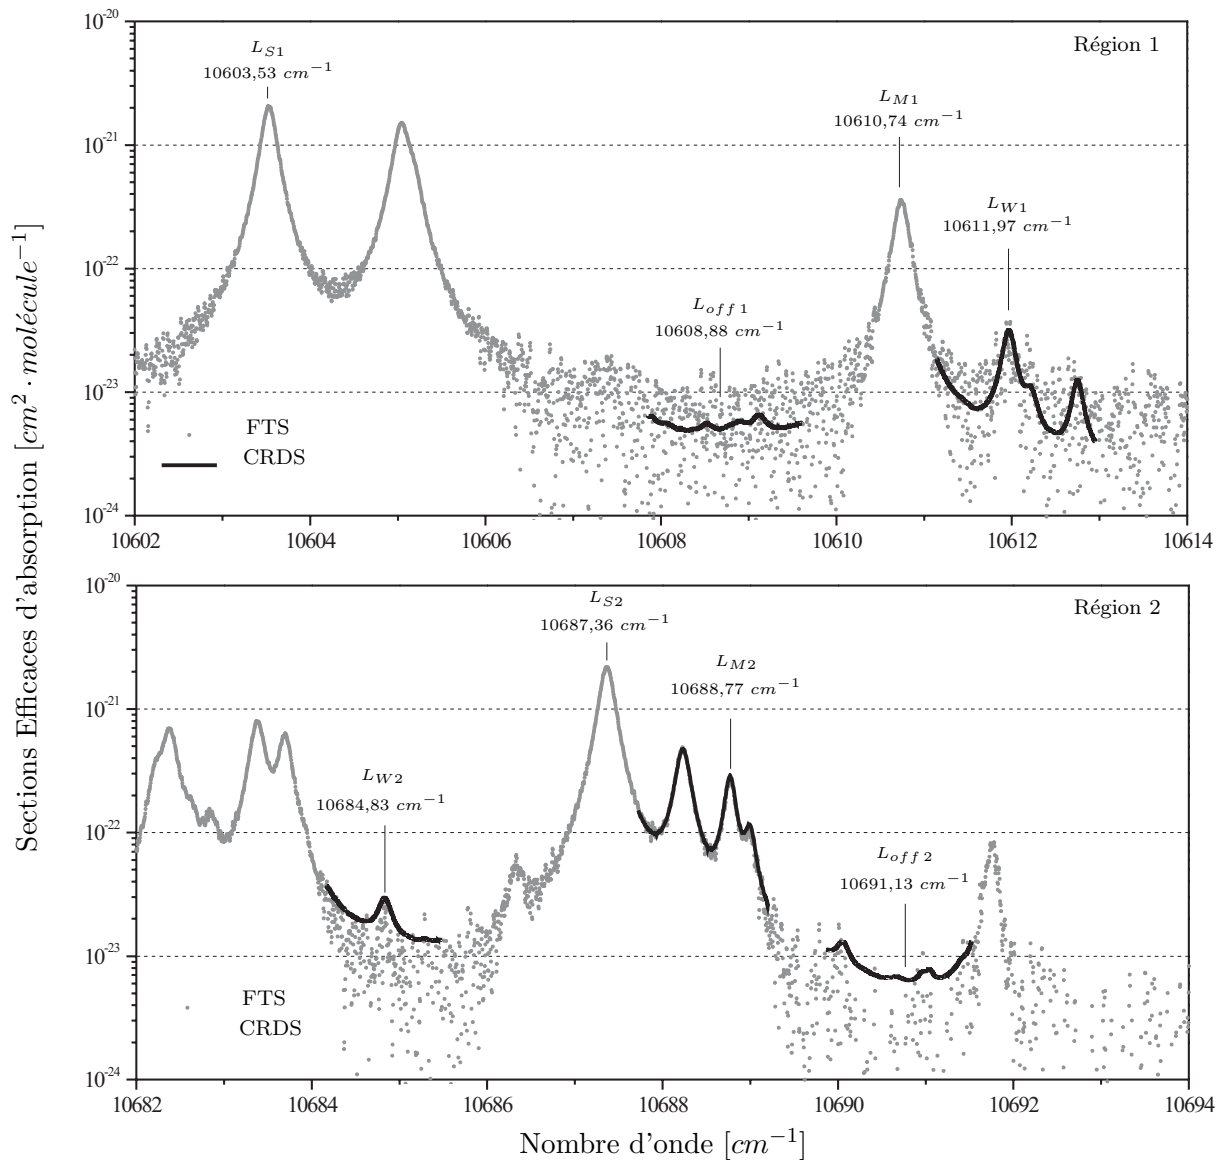 Sections Efficaces d'absorption [cm² · molécule⁻¹]
Région 1
10⁻²⁰
10⁻²¹
10⁻²²
10⁻²³
10⁻²⁴
L_{S1}
10603,53 cm⁻¹
L_{off 1}
10608,88 cm⁻¹
L_{M1}
10610,74 cm⁻¹
L_{W1}
10611,97 cm⁻¹
FTS
CRDS
10602 10604 10606 10608 10610 10612 10614
Région 2
10⁻²⁰
10⁻²¹
10⁻²²
10⁻²³
10⁻²⁴
L_{W2}
10684,83 cm⁻¹
L_{S2}
10687,36 cm⁻¹
L_{M2}
10688,77 cm⁻¹
L_{off 2}
10691,13 cm⁻¹
FTS
CRDS
10682 10684 10686 10688 10690 10692 10694
Nombre d'onde [cm⁻¹]